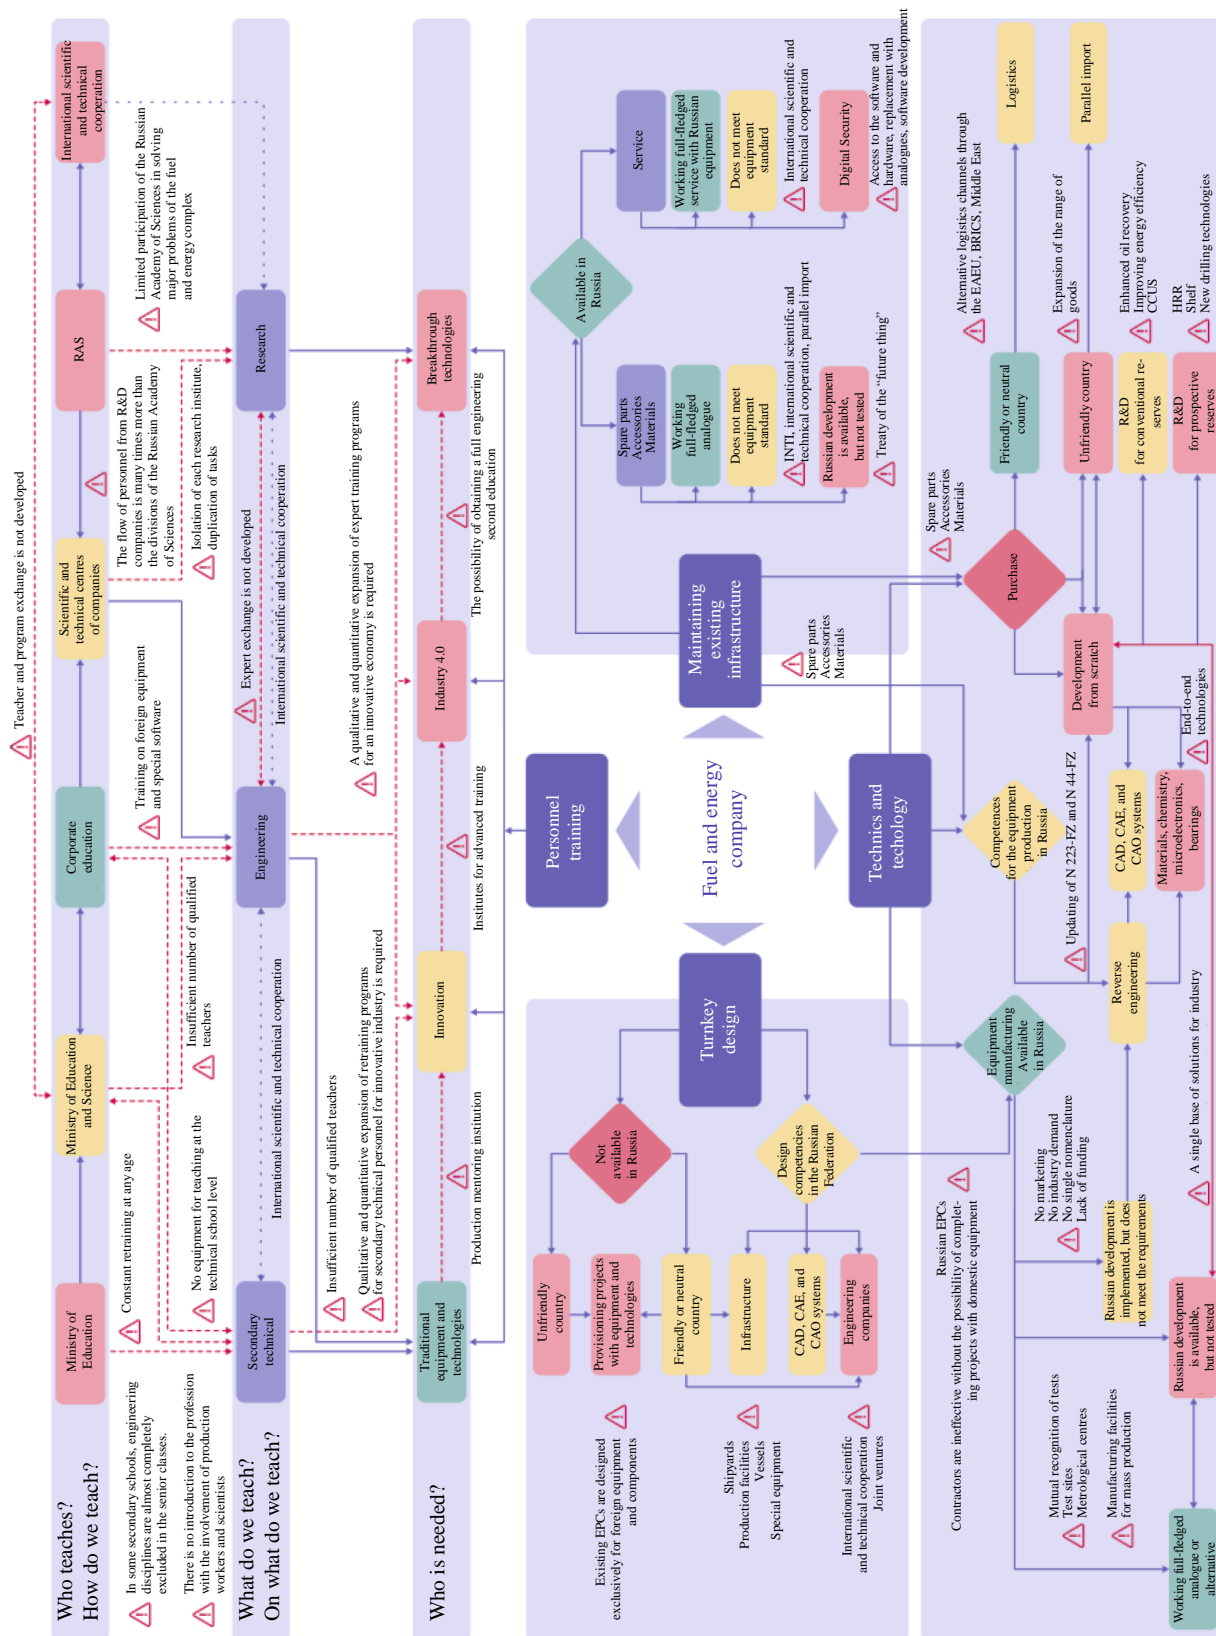 Who teaches?
How do we teach?
Ministry of
Education
Ministry of Education
and Science
Corporate
education
Scientific and
technical centres
of companies
RAS
International scientific
and technical
cooperation
Teacher and program exchange is not developed
In some secondary schools, engineering
disciplines are almost completely
excluded in the senior classes.
There is no introduction to the profession
with the involvement of production
workers and scientists
Constant retraining at any age
No equipment for teaching at the
technical school level
Insufficient number of qualified
teachers
Training on foreign equipment
and special software
The flow of personnel from R&D
companies is many times more than
the divisions of the Russian Academy
of Sciences
Isolation of each research institute,
duplication of tasks
Limited participation of the Russian
Academy of Sciences in solving
major problems of the fuel
and energy complex
What do we teach?
On what do we teach?
Secondary
technical
Engineering
Research
International scientific and technical cooperation
Expert exchange is not developed
International scientific and technical cooperation
Insufficient number of qualified teachers
Qualitative and quantitative expansion of retraining programs
for secondary technical personnel for innovative industry is required
A qualitative and quantitative expansion of expert training programs
for an innovative economy is required
Who is needed?
Traditional
equipment and
technologies
Innovation
Industry 4.0
Breakthrough
technologies
Production mentoring institution
Institutes for advanced training
The possibility of obtaining a full engineering
second education
Personnel
training
Fuel and energy
company
Turnkey
design
Maintaining
existing
infrastructure
Technics and
techology
Not
available
in Russia
Design
competencies
in the Russian
Federation
Unfriendly
country
Provisioning projects
with equipment and
technologies
Friendly or neutral
country
Infrastructure
CAD, CAE, and
CAO systems
Engineering
companies
Existing EPCs are designed
exclusively for foreign equipment
and components
Shipyards
Production facilities
Vessels
Special equipment
International scientific
and technical cooperation
Joint ventures
Available in
Russia
Spare parts
Accessories
Materials
Working
full-fledged
analogue
Does not meet
equipment
standard
INTI, international scientific and
technical cooperation, parallel import
Russian development
is available,
but not tested
Treaty of the “future thing”
Service
Working full-fledged
service with Russian
equipment
Does not meet
equipment
standard
International scientific and
technical cooperation
Digital Security
Access to the software and
hardware, replacement with
analogues, software development
Spare parts
Accessories
Materials
Russian EPCs
Contractors are ineffective without the possibility of complet-
ing projects with domestic equipment
Equipment
manufacturing
Available
in Russia
Competences
for the equipment
production
in Russia
Purchase
Spare parts
Accessories
Materials
Friendly or neutral
country
Alternative logistics channels through
the EAEU, BRICS, Middle East
Logistics
Unfriendly country
Expansion of the range of
goods
Parallel import
R&D
for conventional re-
serves
Enhanced oil recovery
Improving energy efficiency
CCUS
R&D
for prospective
reserves
HRR
Shelf
New drilling technologies
Development
from scratch
Updating of N 223-FZ and N 44-FZ
Reverse
engineering
CAD, CAE, and
CAO systems
Materials, chemistry,
microelectronics,
bearings
End-to-end
technologies
No marketing
No industry demand
No single nomenclature
Lack of funding
Russian development is
implemented, but does
not meet the requirements
A single base of solutions for industry
Russian development
is available,
but not tested
Mutual recognition of tests
Test sites
Metrological centres
Manufacturing facilities
for mass production
Working full-fledged
analogue or
alternative